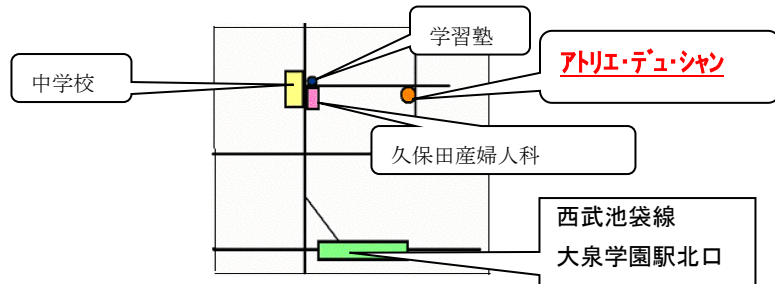 学習塾
アトリエ・デュ・シャン
中学校
久保田産婦人科
西武池袋線
大泉学園駅北口